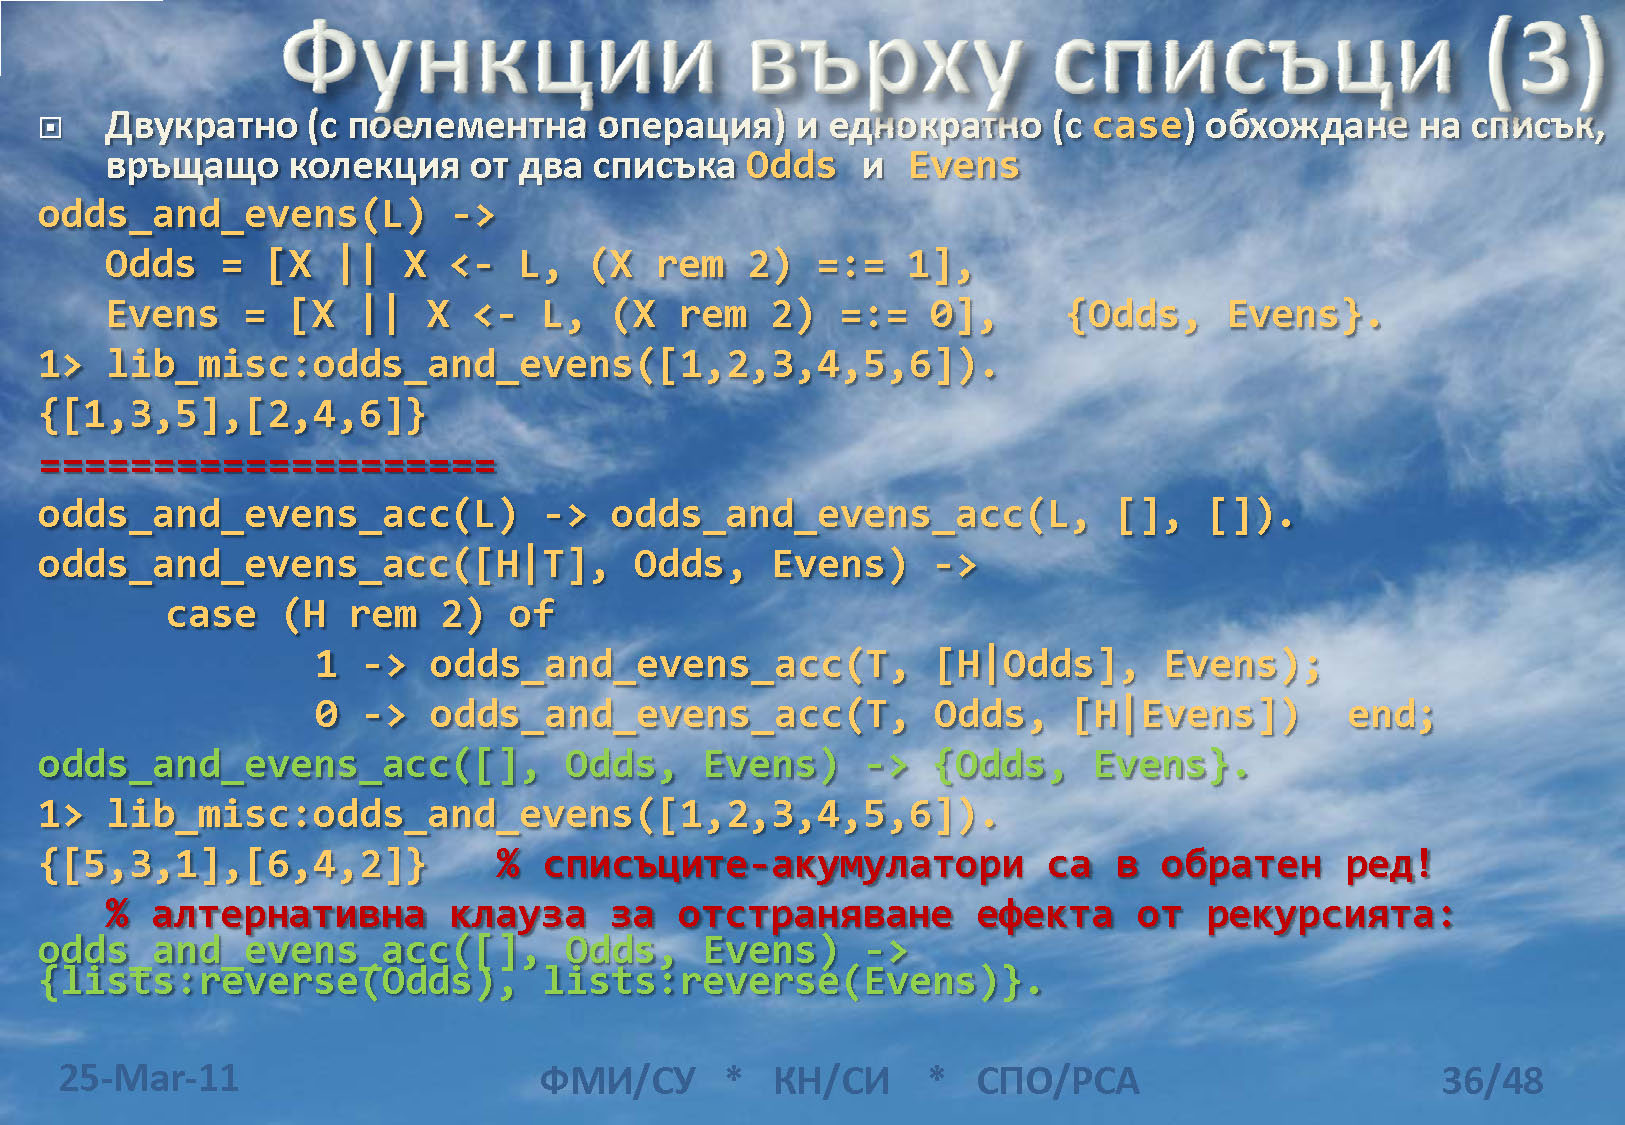 Функции върху списъци (3)
Двукратно (с поелементна операция) и еднократно (с case) обхождане на списък,
връщащо колекция от два списъка Odds и Evens
odds_and_evens(L) ->
Odds = [X || X <- L, (X rem 2) =:= 1],
Evens = [X || X <- L, (X rem 2) =:= 0], {Odds, Evens}.
1> lib_misc:odds_and_evens([1,2,3,4,5,6]).
{[1,3,5],[2,4,6]}
====================
odds_and_evens_acc(L) -> odds_and_evens_acc(L, [], []).
odds_and_evens_acc([H|T], Odds, Evens) ->
case (H rem 2) of
1 -> odds_and_evens_acc(T, [H|Odds], Evens);
0 -> odds_and_evens_acc(T, Odds, [H|Evens]) end;
odds_and_evens_acc([], Odds, Evens) -> {Odds, Evens}.
1> lib_misc:odds_and_evens([1,2,3,4,5,6]).
{[5,3,1],[6,4,2]} % списъците-акумулатори са в обратен ред!
% алтернативна клауза за отстраняване ефекта от рекурсията:
odds_and_evens_acc([], Odds, Evens) ->
{lists:reverse(Odds), lists:reverse(Evens)}.
25-Mar-11 ФМИ/СУ * КН/СИ * СПО/РСА 36/48